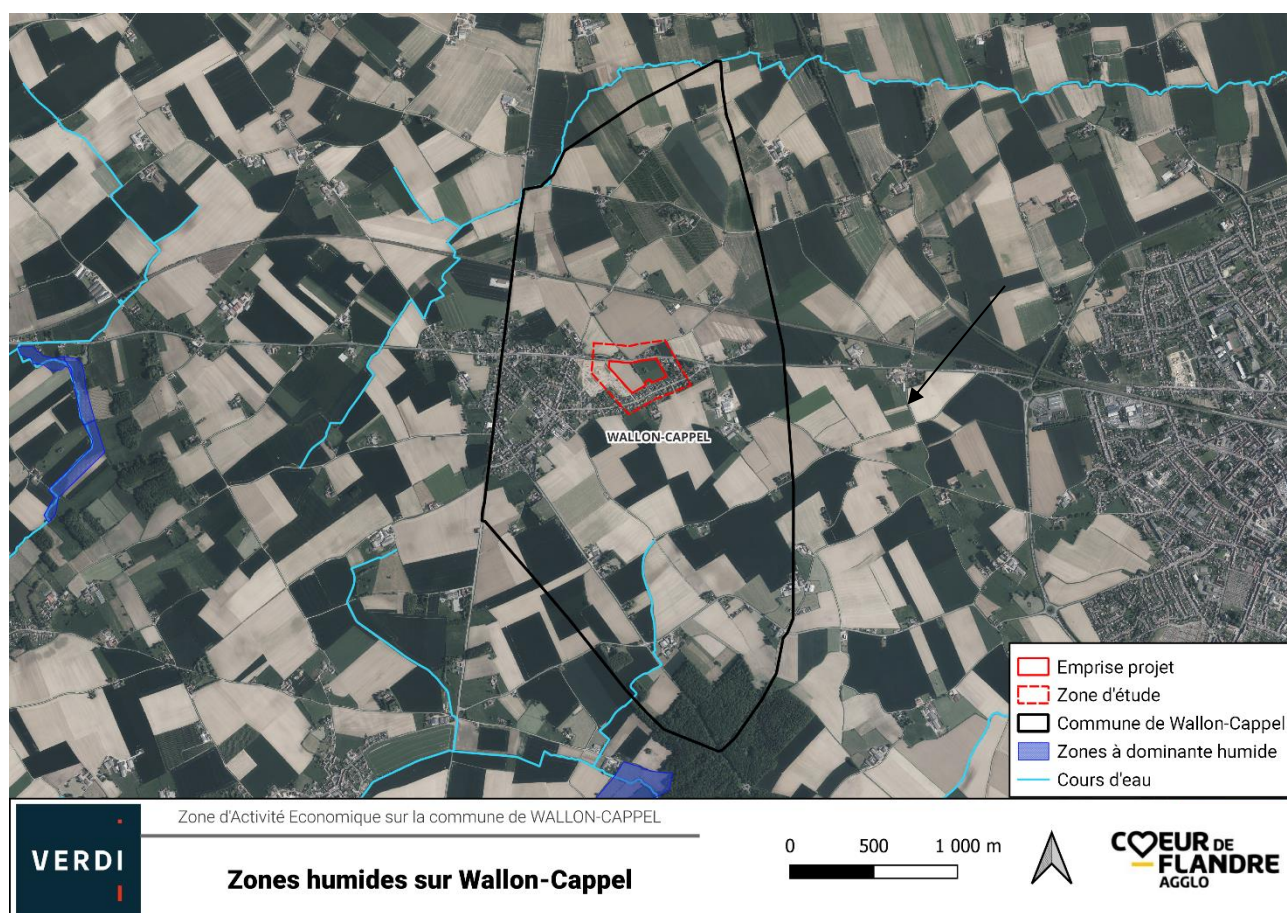 WALLON-CAPPEL
Emprise projet
Zone d'étude
Commune de Wallon-Cappel
Zones à dominante humide
Cours d'eau
VERDI
Zone d'Activité Economique sur la commune de WALLON-CAPPEL
Zones humides sur Wallon-Cappel
0 500 1 000 m
CŒUR DE
FLANDRE
AGGLO